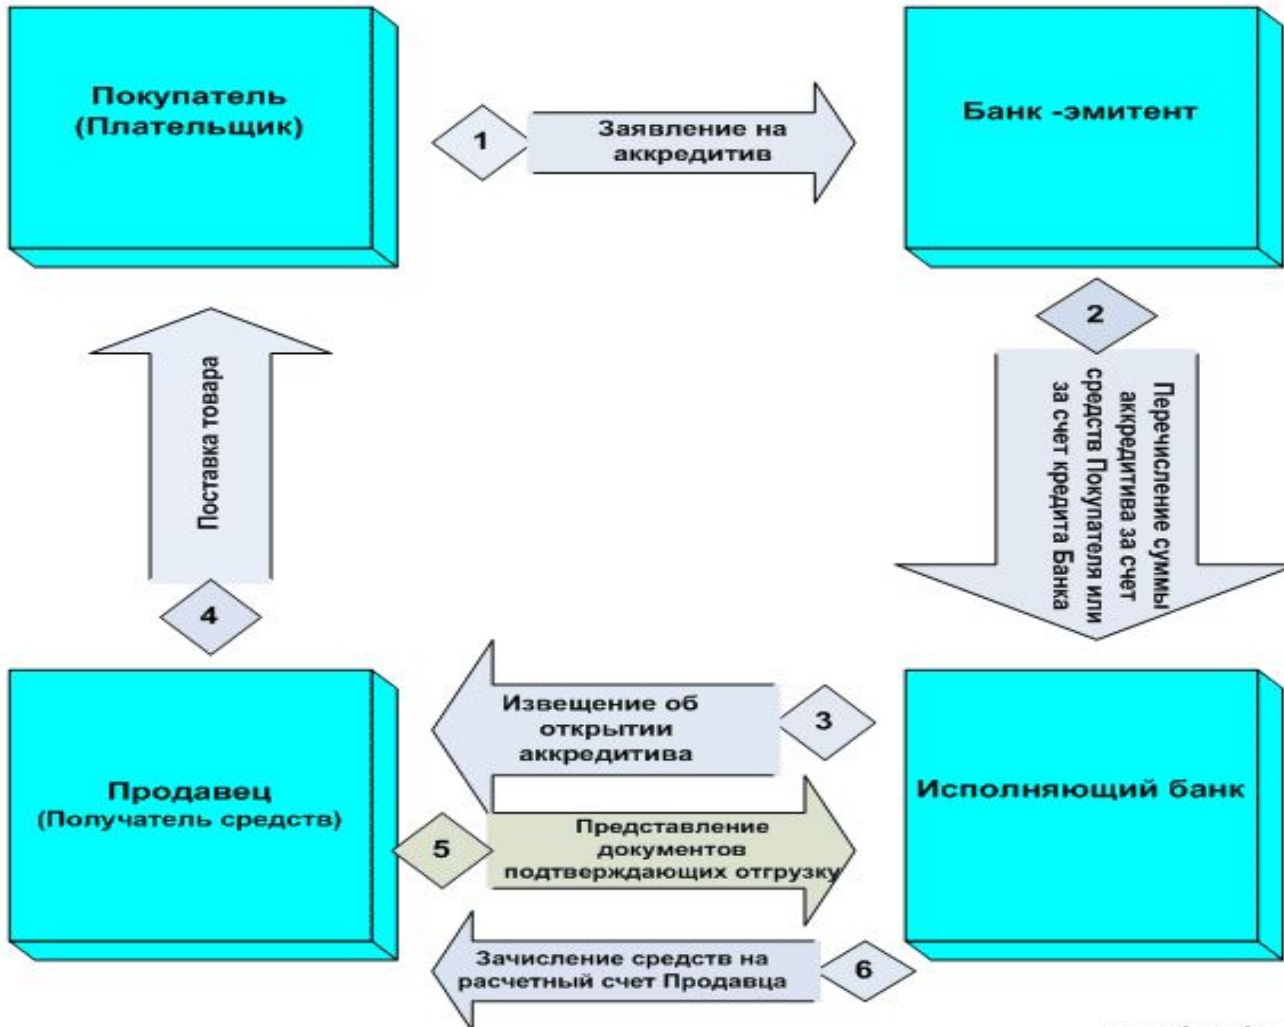 Покупатель
(Плательщик)
1
Заявление на
аккредитив
Банк -эмитент
2
Перечисление суммы
аккредитива за счет
средств Покупателя или
за счет кредита Банка
Поставка товара
4
Извещение об
открытии
аккредитива
3
Продавец
(Получатель средств)
Исполняющий банк
5
Представление
документов
подтверждающих отгрузку
Зачисление средств на
расчетный счет Продавца
6